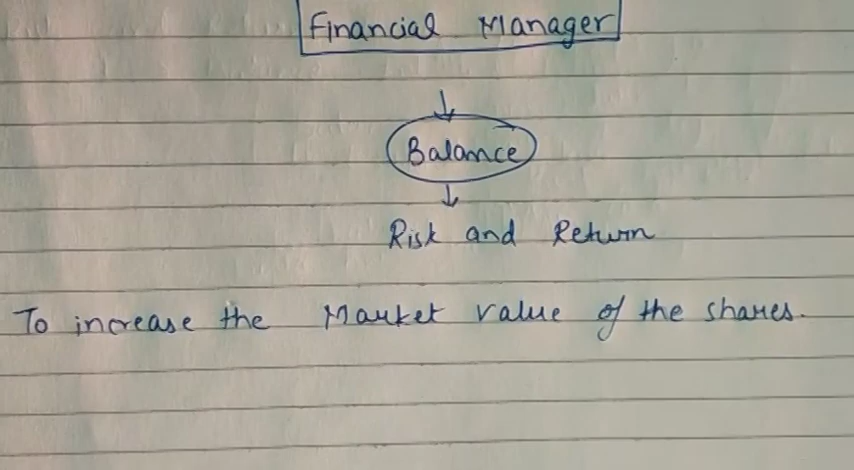 Financial Manager
Balance
Risk and Return
To increase the Market value of the shares.